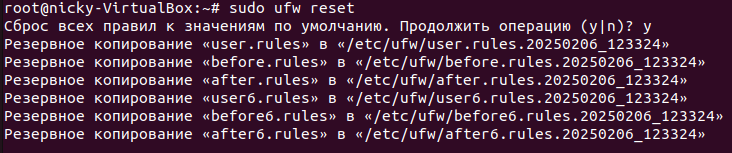 root@nicky-VirtualBox:~# sudo ufw reset
Сброс всех правил к значениям по умолчанию. Продолжить операцию (y|n)? y
Резервное копирование «user.rules» в «/etc/ufw/user.rules.20250206_123324»
Резервное копирование «before.rules» в «/etc/ufw/before.rules.20250206_123324»
Резервное копирование «after.rules» в «/etc/ufw/after.rules.20250206_123324»
Резервное копирование «user6.rules» в «/etc/ufw/user6.rules.20250206_123324»
Резервное копирование «before6.rules» в «/etc/ufw/before6.rules.20250206_123324»
Резервное копирование «after6.rules» в «/etc/ufw/after6.rules.20250206_123324»